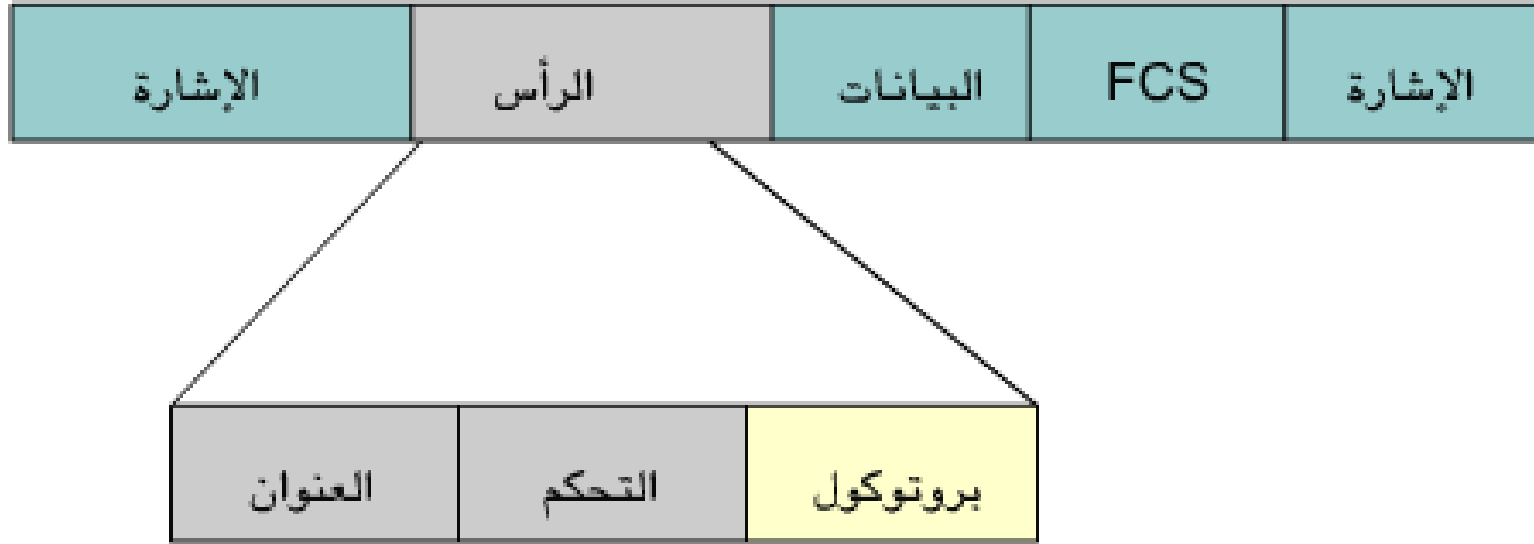 الإشارة
الرأس
البيانات
FCS
الإشارة
العنوان
التحكم
بروتوكول